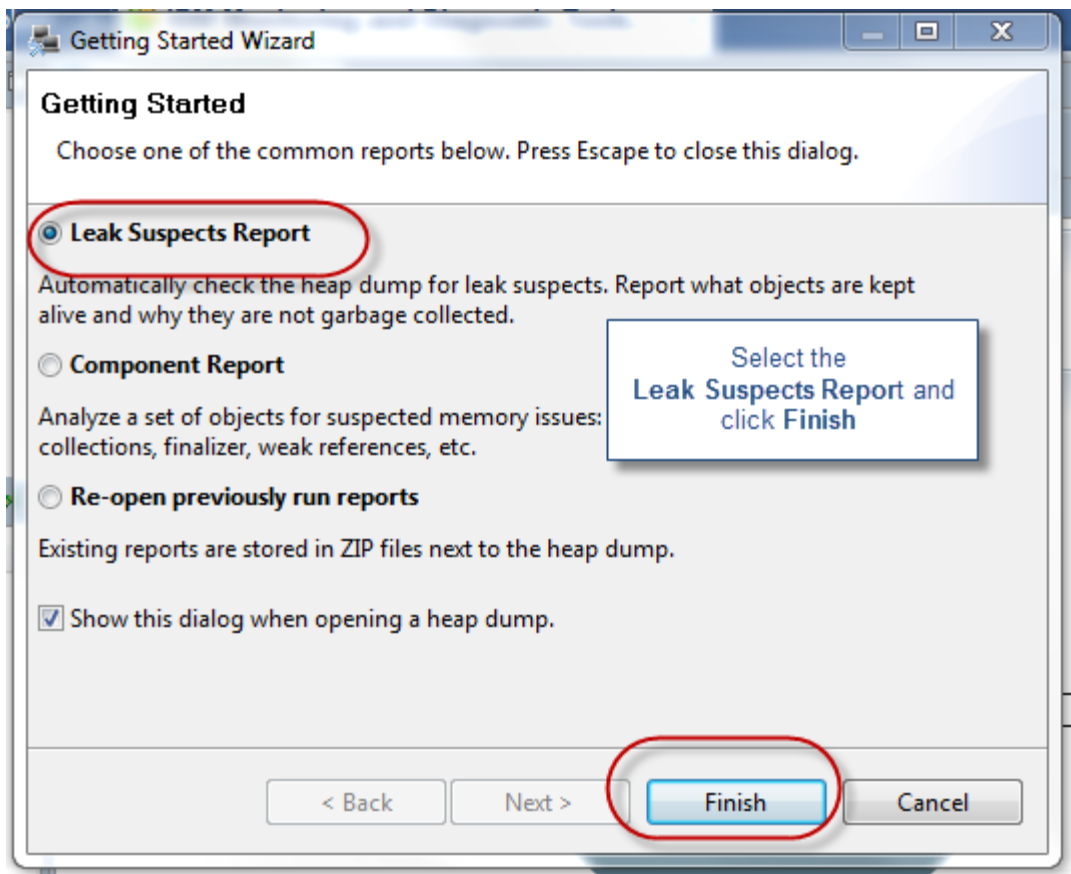 Getting Started Wizard
Getting Started
Choose one of the common reports below. Press Escape to close this dialog.
Leak Suspects Report
Automatically check the heap dump for leak suspects. Report what objects are kept
alive and why they are not garbage collected.
Component Report
Analyze a set of objects for suspected memory issues:
collections, finalizer, weak references, etc.
Select the
Leak Suspects Report and
click Finish
Re-open previously run reports
Existing reports are stored in ZIP files next to the heap dump.
Show this dialog when opening a heap dump.
< Back
Next >
Finish
Cancel